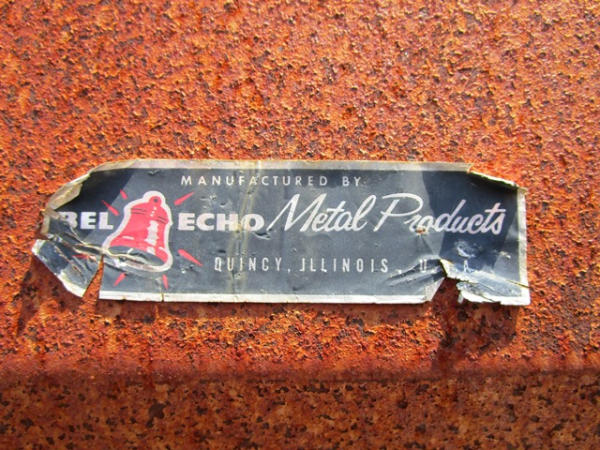 MANUFACTURED BY
BEL ECHO Metal Products
QUINCY, ILLINOIS, U. A.